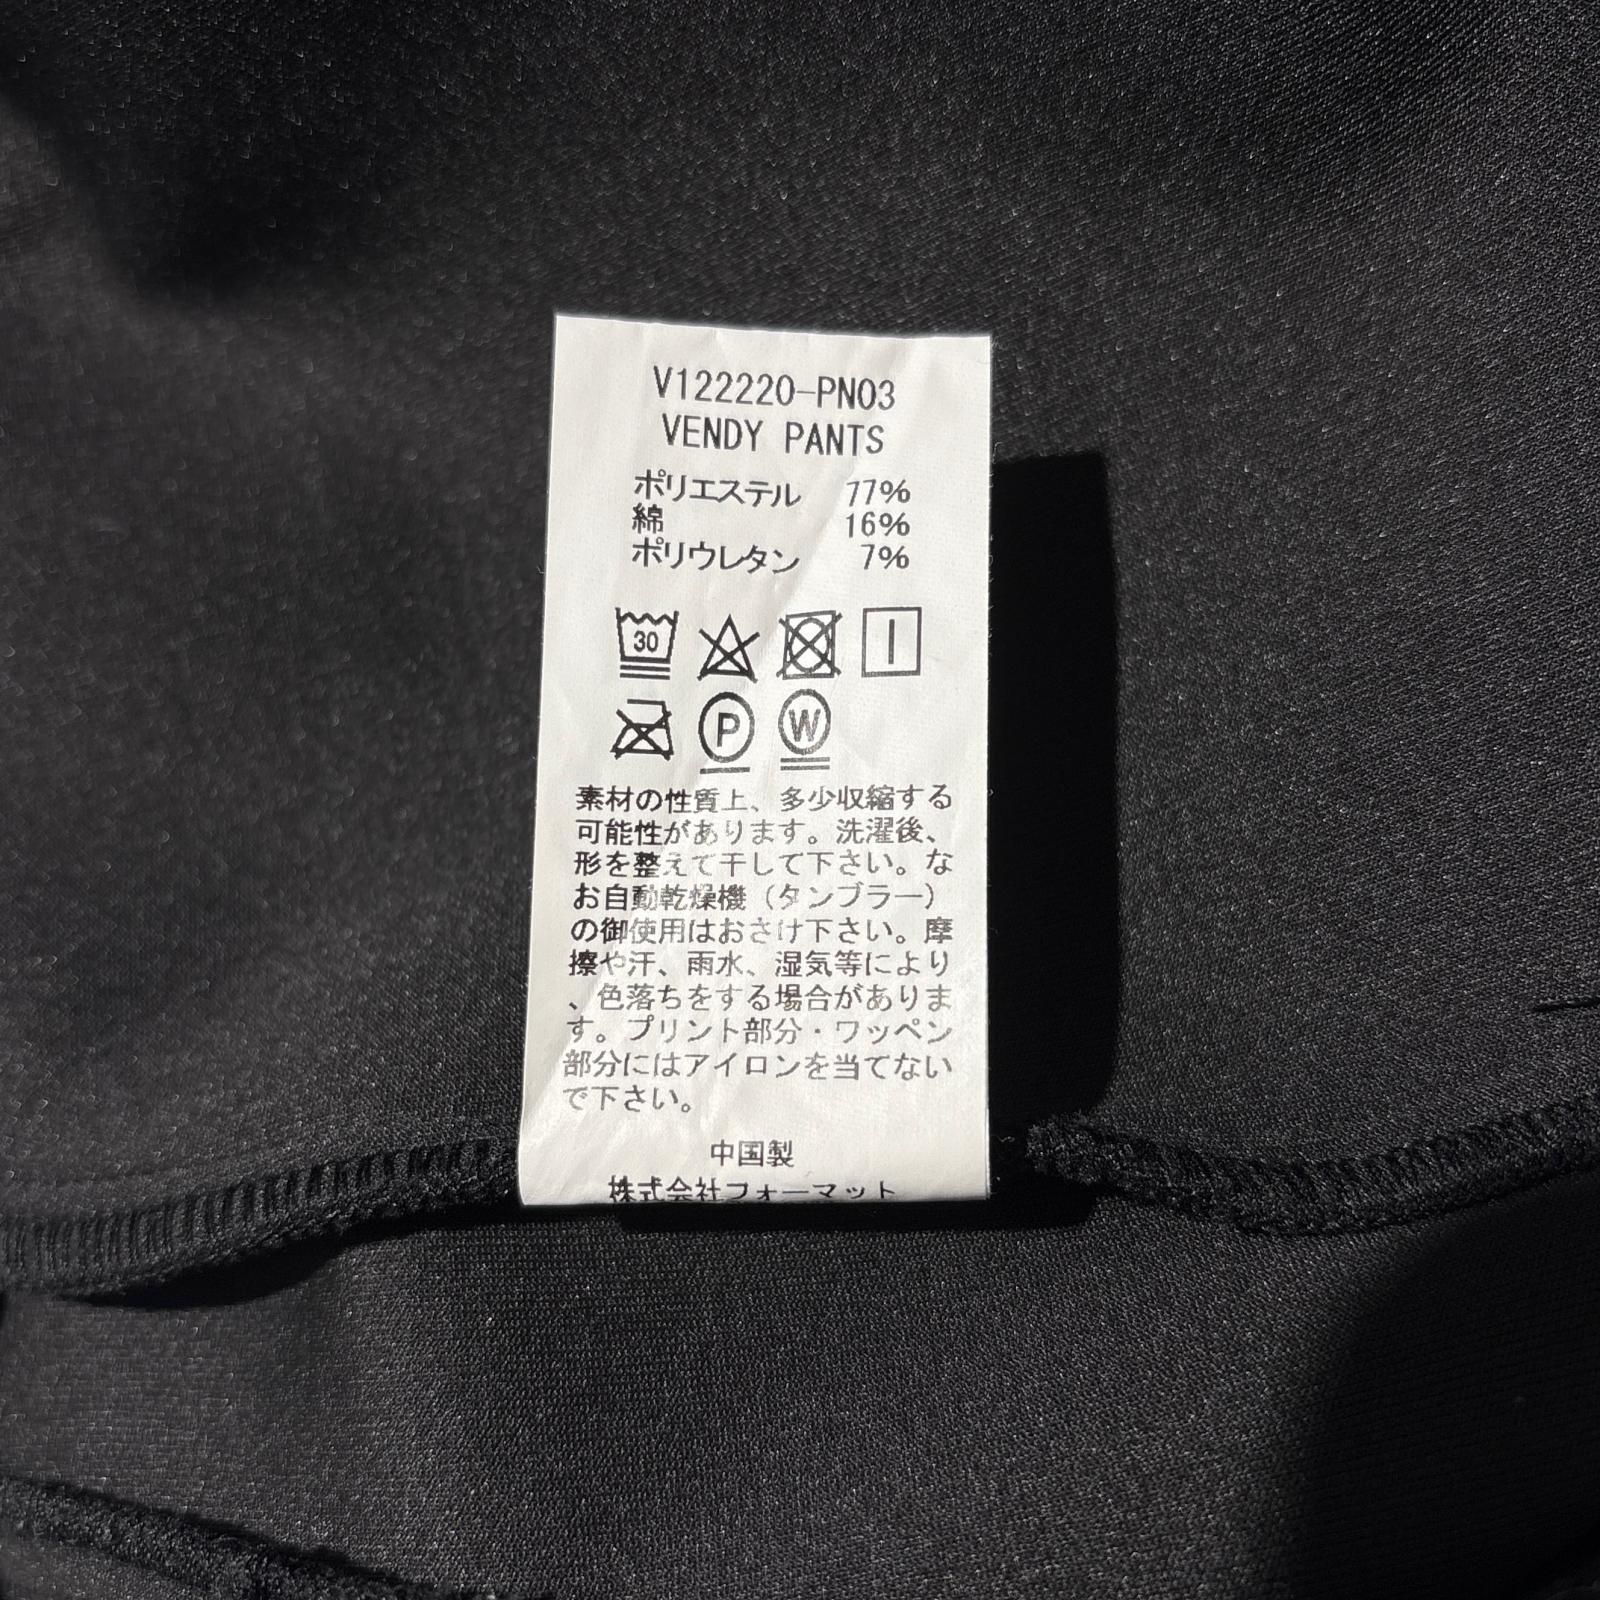 V122220-PN03
VENDY PANTS
ポリエステル 77%
綿 16%
ポリウレタン 7%
30
P W
素材の性質上、多少収縮する
可能性があります。洗濯後、
形を整えて干して下さい。な
お自動乾燥機（タンブラー）
の御使用はおさけ下さい。摩
擦や汗、雨水、湿気等により
、色落ちをする場合がありま
す。プリント部分・ワッペン
部分にはアイロンを当てない
で下さい。
中国製
株式会社フォーマット